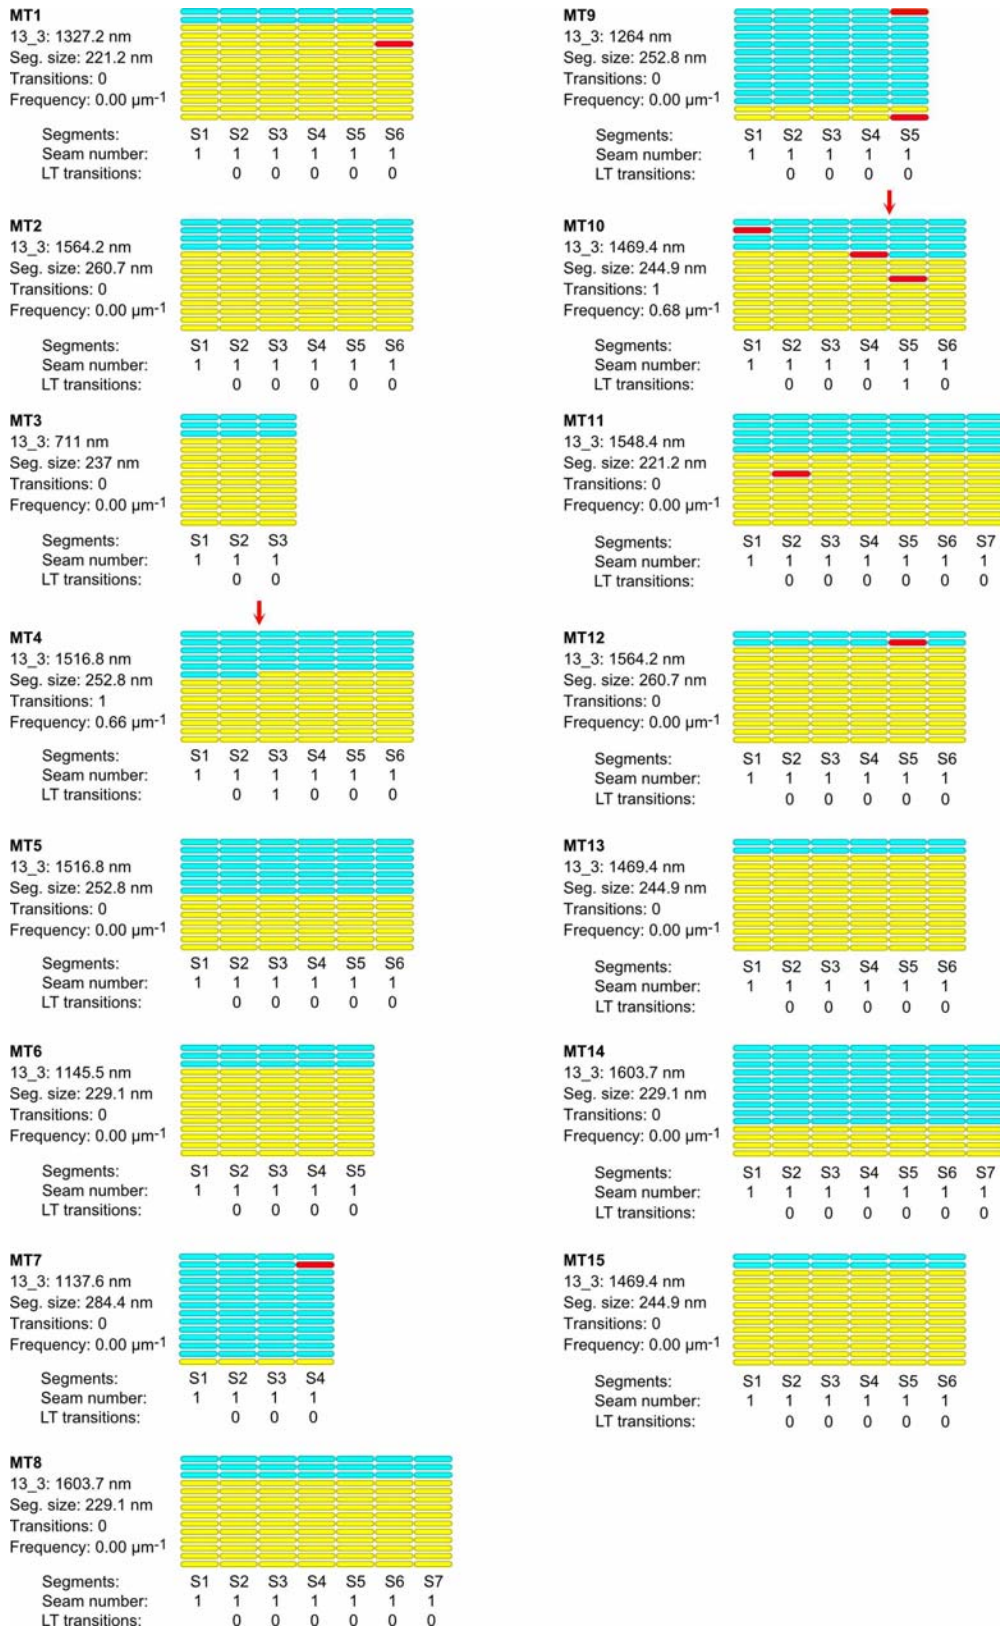 MT1
13_3: 1327.2 nm
Seg. size: 221.2 nm
Transitions: 0
Frequency: 0.00 µm-1
Segments: S1 S2 S3 S4 S5 S6
Seam number: 1 1 1 1 1 1
LT transitions: 0 0 0 0 0
MT2
13_3: 1564.2 nm
Seg. size: 260.7 nm
Transitions: 0
Frequency: 0.00 µm-1
Segments: S1 S2 S3 S4 S5 S6
Seam number: 1 1 1 1 1 1
LT transitions: 0 0 0 0 0
MT3
13_3: 711 nm
Seg. size: 237 nm
Transitions: 0
Frequency: 0.00 µm-1
Segments: S1 S2 S3
Seam number: 1 1 1
LT transitions: 0 0
MT4
13_3: 1516.8 nm
Seg. size: 252.8 nm
Transitions: 1
Frequency: 0.66 µm-1
Segments: S1 S2 S3 S4 S5 S6
Seam number: 1 1 1 1 1 1
LT transitions: 0 1 0 0 0
MT5
13_3: 1516.8 nm
Seg. size: 252.8 nm
Transitions: 0
Frequency: 0.00 µm-1
Segments: S1 S2 S3 S4 S5 S6
Seam number: 1 1 1 1 1 1
LT transitions: 0 0 0 0 0
MT6
13_3: 1145.5 nm
Seg. size: 229.1 nm
Transitions: 0
Frequency: 0.00 µm-1
Segments: S1 S2 S3 S4 S5
Seam number: 1 1 1 1 1
LT transitions: 0 0 0 0
MT7
13_3: 1137.6 nm
Seg. size: 284.4 nm
Transitions: 0
Frequency: 0.00 µm-1
Segments: S1 S2 S3 S4
Seam number: 1 1 1 1
LT transitions: 0 0 0
MT8
13_3: 1603.7 nm
Seg. size: 229.1 nm
Transitions: 0
Frequency: 0.00 µm-1
Segments: S1 S2 S3 S4 S5 S6 S7
Seam number: 1 1 1 1 1 1 1
LT transitions: 0 0 0 0 0 0
MT9
13_3: 1264 nm
Seg. size: 252.8 nm
Transitions: 0
Frequency: 0.00 µm-1
Segments: S1 S2 S3 S4 S5
Seam number: 1 1 1 1 1
LT transitions: 0 0 0 0
MT10
13_3: 1469.4 nm
Seg. size: 244.9 nm
Transitions: 1
Frequency: 0.68 µm-1
Segments: S1 S2 S3 S4 S5 S6
Seam number: 1 1 1 1 1 1
LT transitions: 0 0 0 1 0
MT11
13_3: 1548.4 nm
Seg. size: 221.2 nm
Transitions: 0
Frequency: 0.00 µm-1
Segments: S1 S2 S3 S4 S5 S6 S7
Seam number: 1 1 1 1 1 1 1
LT transitions: 0 0 0 0 0 0
MT12
13_3: 1564.2 nm
Seg. size: 260.7 nm
Transitions: 0
Frequency: 0.00 µm-1
Segments: S1 S2 S3 S4 S5 S6
Seam number: 1 1 1 1 1 1
LT transitions: 0 0 0 0 0
MT13
13_3: 1469.4 nm
Seg. size: 244.9 nm
Transitions: 0
Frequency: 0.00 µm-1
Segments: S1 S2 S3 S4 S5 S6
Seam number: 1 1 1 1 1 1
LT transitions: 0 0 0 0 0
MT14
13_3: 1603.7 nm
Seg. size: 229.1 nm
Transitions: 0
Frequency: 0.00 µm-1
Segments: S1 S2 S3 S4 S5 S6 S7
Seam number: 1 1 1 1 1 1 1
LT transitions: 0 0 0 0 0 0
MT15
13_3: 1469.4 nm
Seg. size: 244.9 nm
Transitions: 0
Frequency: 0.00 µm-1
Segments: S1 S2 S3 S4 S5 S6
Seam number: 1 1 1 1 1 1
LT transitions: 0 0 0 0 0